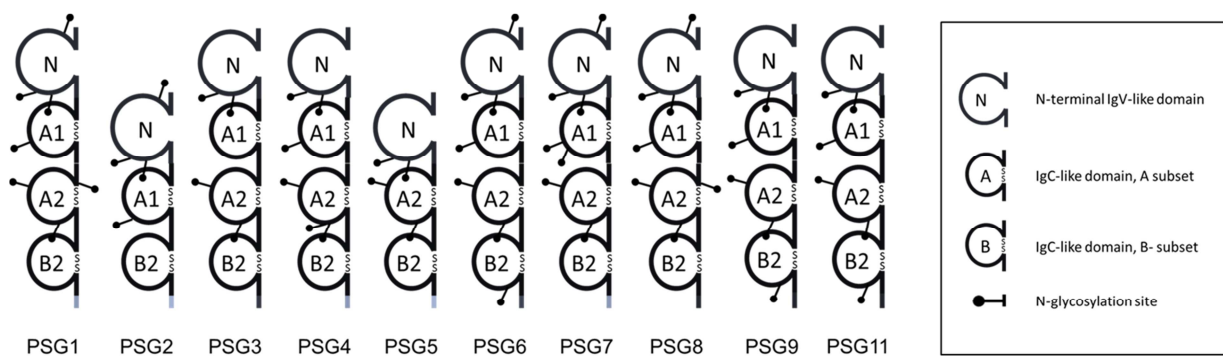 N N N N N N N N N N
A1 A1 A1 A1 A1 A1 A1 A1 A1
A2 A1 A2 A2 A2 A2 A2 A2 A2 A2
B2 B2 B2 B2 B2 B2 B2 B2 B2 B2
S S
PSG1 PSG2 PSG3 PSG4 PSG5 PSG6 PSG7 PSG8 PSG9 PSG11
N N-terminal IgV-like domain
A S S IgC-like domain, A subset
B S S IgC-like domain, B- subset
N-glycosylation site